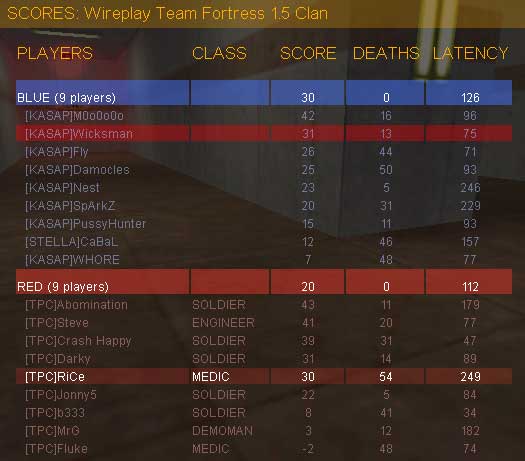 SCORES: Wireplay Team Fortress 1.5 Clan
PLAYERS CLASS SCORE DEATHS LATENCY
BLUE (9 players) 30 0 126
[KASAP]M0o0o0o 42 16 96
[KASAP]Wicksman 31 13 75
[KASAP]Fly 26 44 71
[KASAP]Damocles 25 50 93
[KASAP]Nest 23 5 246
[KASAP]SpArkZ 20 31 229
[KASAP]PussyHunter 15 11 93
[STELLA]CaBaL 12 46 157
[KASAP]WHORE 7 48 77
RED (9 players) 20 0 112
[TPC]Abomination SOLDIER 43 11 179
[TPC]Steve ENGINEER 41 20 77
[TPC]Crash Happy SOLDIER 39 31 47
[TPC]Darky SOLDIER 31 14 89
[TPC]RiCe MEDIC 30 54 249
[TPC]Jonny5 SOLDIER 22 5 84
[TPC]b333 SOLDIER 8 41 34
[TPC]MrG DEMOMAN 3 12 182
[TPC]Fluke MEDIC -2 48 74